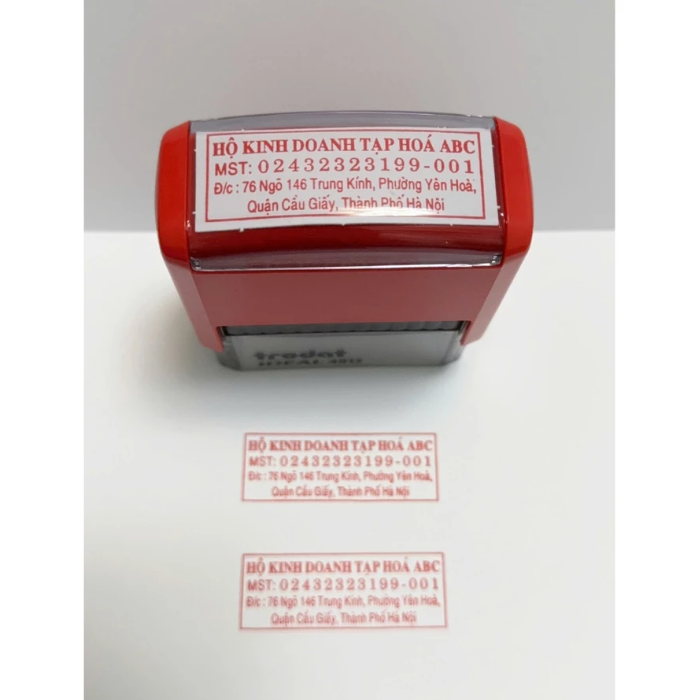 HỘ KINH DOANH TẠP HOÁ ABC
MST: 02432323199-001
Đ/c : 76 Ngõ 146 Trung Kính, Phường Yên Hoà,
Quận Cầu Giấy, Thành Phố Hà Nội
trodat
IDEAL 4913
HỘ KINH DOANH TẠP HOÁ ABC
MST: 02432323199-001
Đ/c : 76 Ngõ 146 Trung Kính, Phường Yên Hoà,
Quận Cầu Giấy, Thành Phố Hà Nội
HỘ KINH DOANH TẠP HOÁ ABC
MST: 02432323199-001
Đ/c : 76 Ngõ 146 Trung Kính, Phường Yên Hoà,
Quận Cầu Giấy, Thành Phố Hà Nội